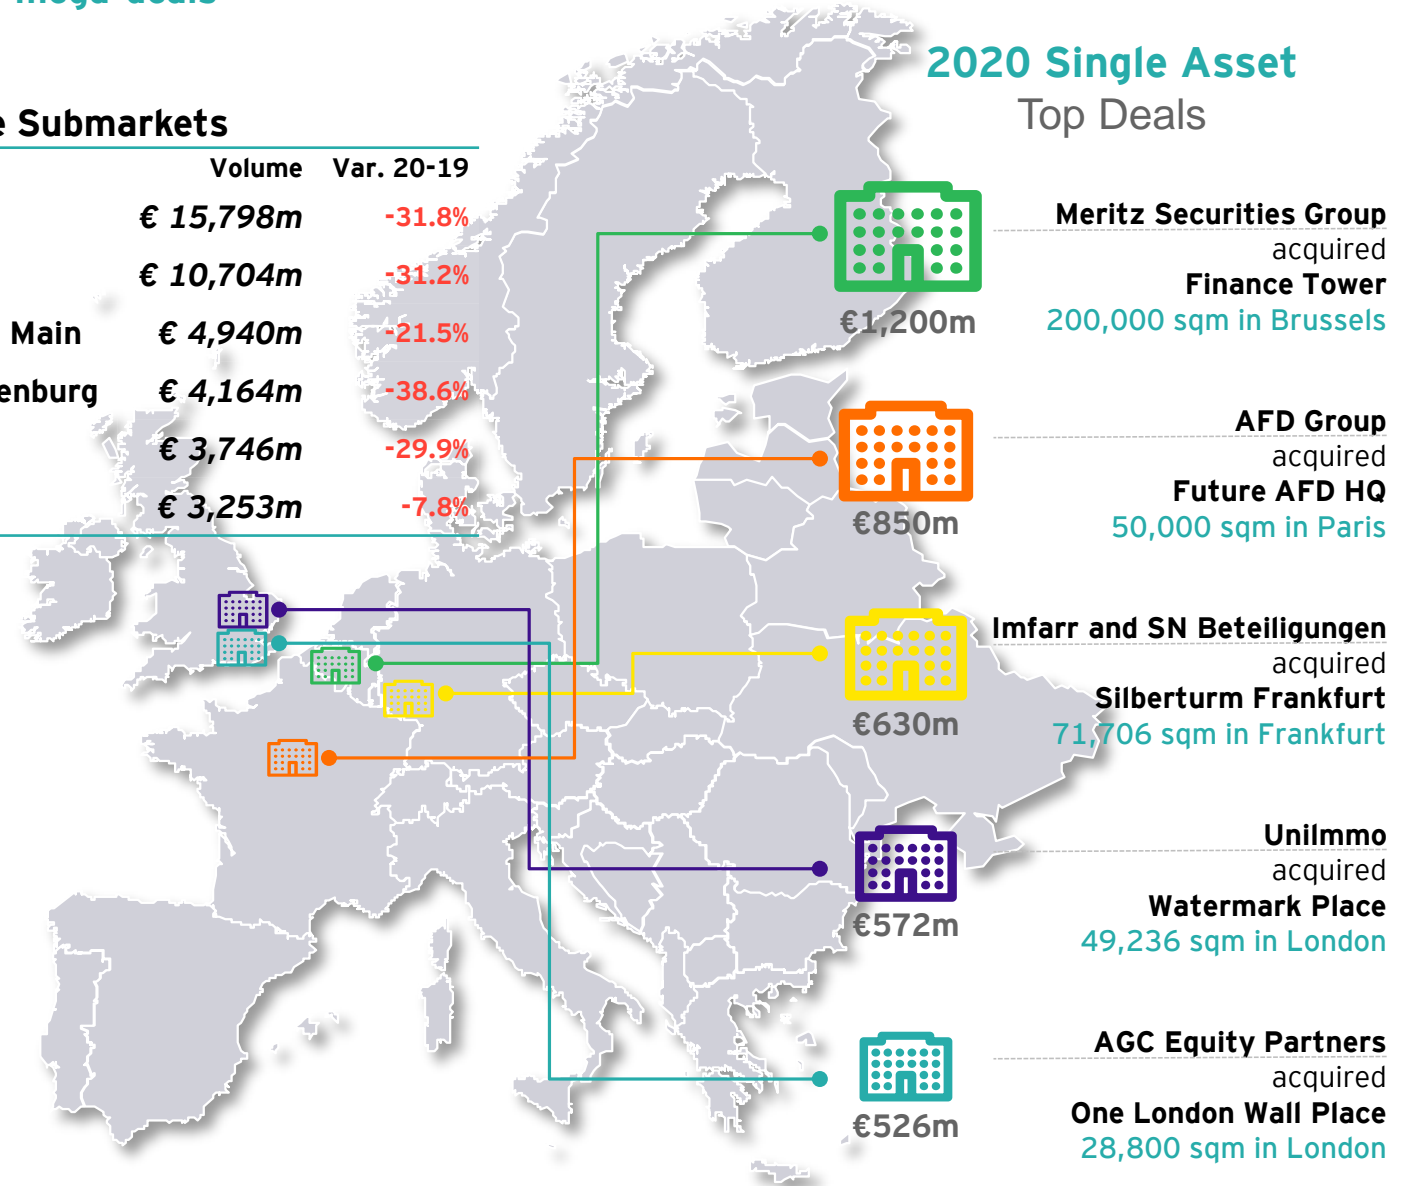 mega-deals
2020 Single Asset
Top Deals
Submarkets
Volume Var. 20-19
€ 15,798m -31.8%
€ 10,704m -31.2%
Main € 4,940m -21.5%
enburg € 4,164m -38.6%
€ 3,746m -29.9%
€ 3,253m -7.8%
€1,200m
Meritz Securities Group
acquired
Finance Tower
200,000 sqm in Brussels
€850m
AFD Group
acquired
Future AFD HQ
50,000 sqm in Paris
€630m
Imfarr and SN Beteiligungen
acquired
Silberturm Frankfurt
71,706 sqm in Frankfurt
€572m
UniImmo
acquired
Watermark Place
49,236 sqm in London
€526m
AGC Equity Partners
acquired
One London Wall Place
28,800 sqm in London